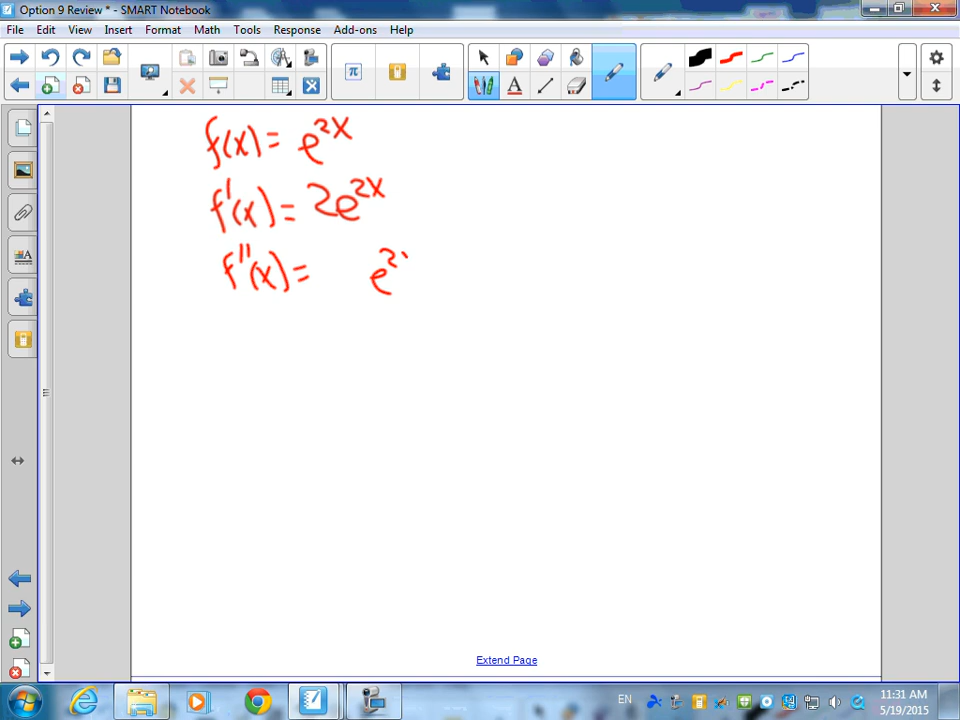 Option 9 Review * - SMART Notebook
File Edit View Insert Format Math Tools Response Add-ons Help
f(x) = e^2x
f'(x) = 2e^2x
f''(x) = e^2
Extend Page
EN
11:31 AM
5/19/2015